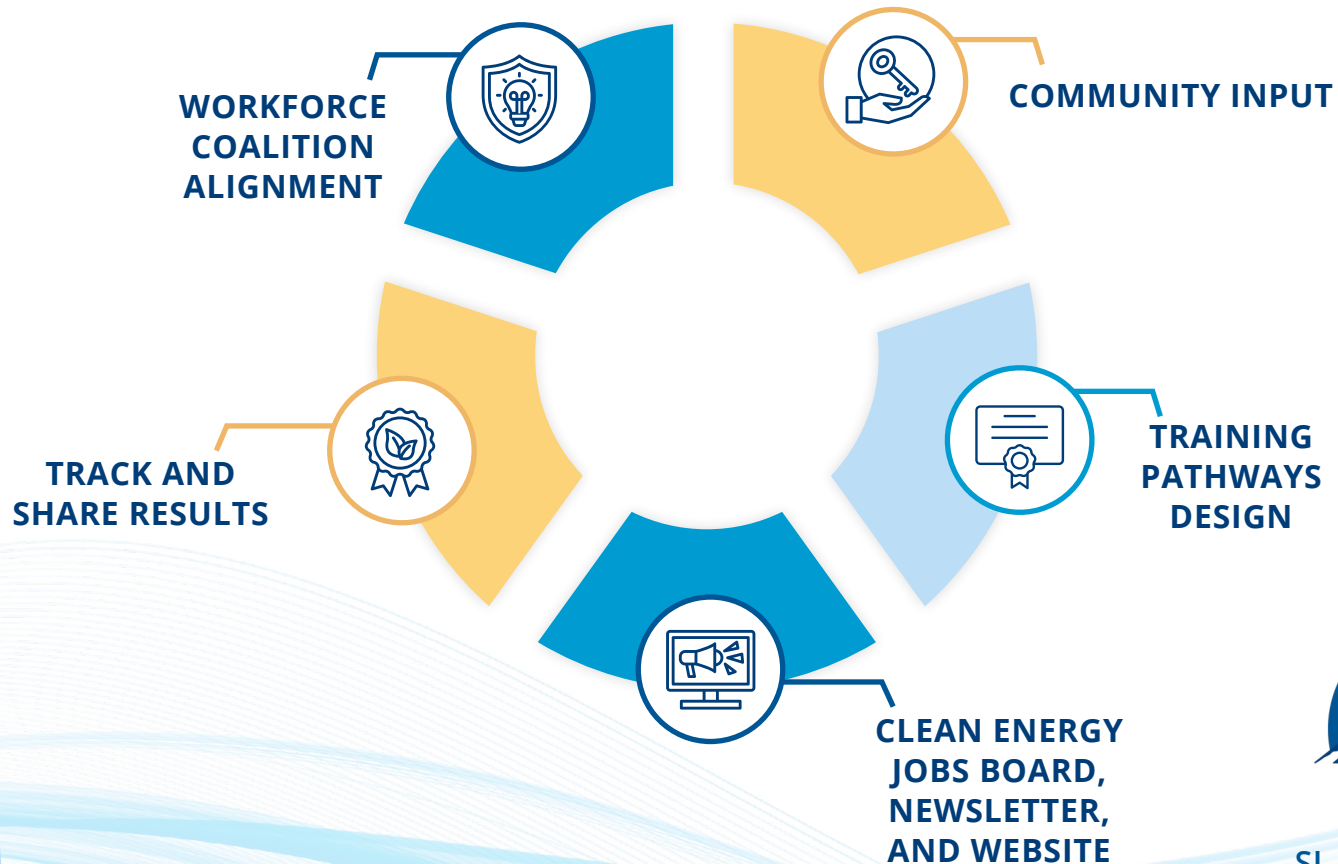 WORKFORCE
COALITION
ALIGNMENT
COMMUNITY INPUT
TRACK AND
SHARE RESULTS
TRAINING
PATHWAYS
DESIGN
CLEAN ENERGY
JOBS BOARD,
NEWSLETTER,
AND WEBSITE